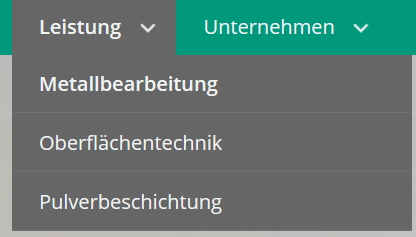 Leistung Unternehmen
Metallbearbeitung
Oberflächentechnik
Pulverbeschichtung